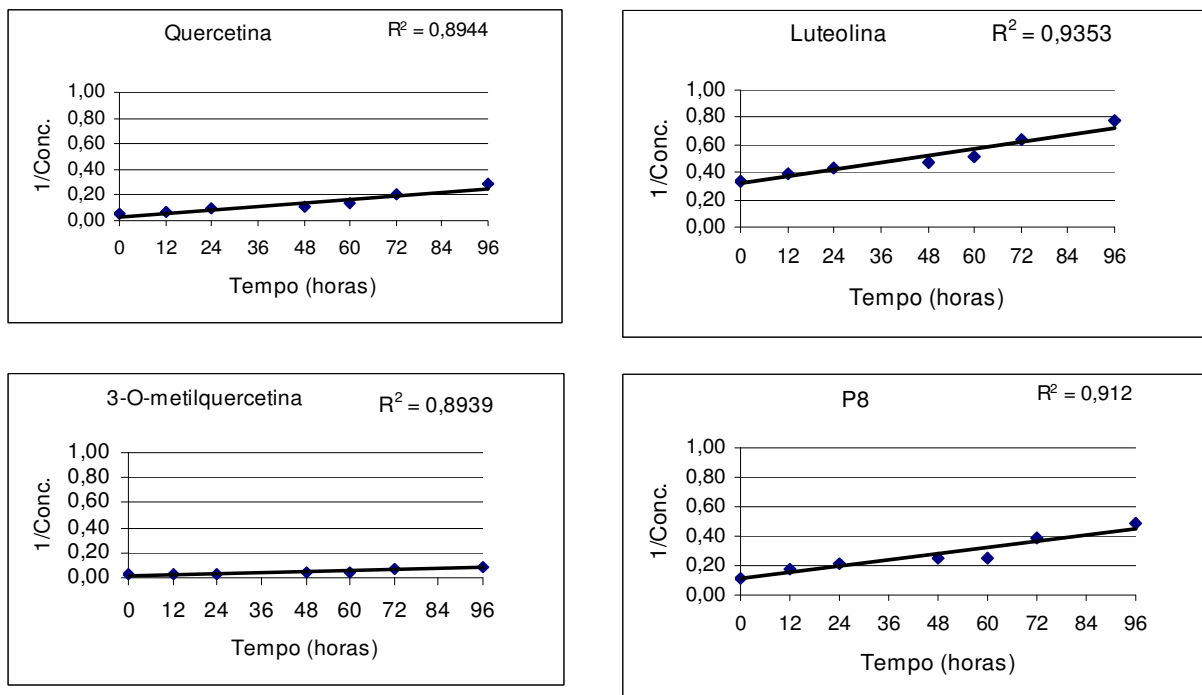 Quercetina R² = 0,8944
1,00
0,80
0,60
0,40
0,20
0,00
1/Conc.
0 12 24 36 48 60 72 84 96
Tempo (horas)
Luteolina R² = 0,9353
1,00
0,80
0,60
0,40
0,20
0,00
1/Conc.
0 12 24 36 48 60 72 84 96
Tempo (horas)
3-O-metilquercetina R² = 0,8939
1,00
0,80
0,60
0,40
0,20
0,00
1/Conc.
0 12 24 36 48 60 72 84 96
Tempo (horas)
P8 R² = 0,912
1,00
0,80
0,60
0,40
0,20
0,00
1/Conc.
0 12 24 36 48 60 72 84 96
Tempo (horas)